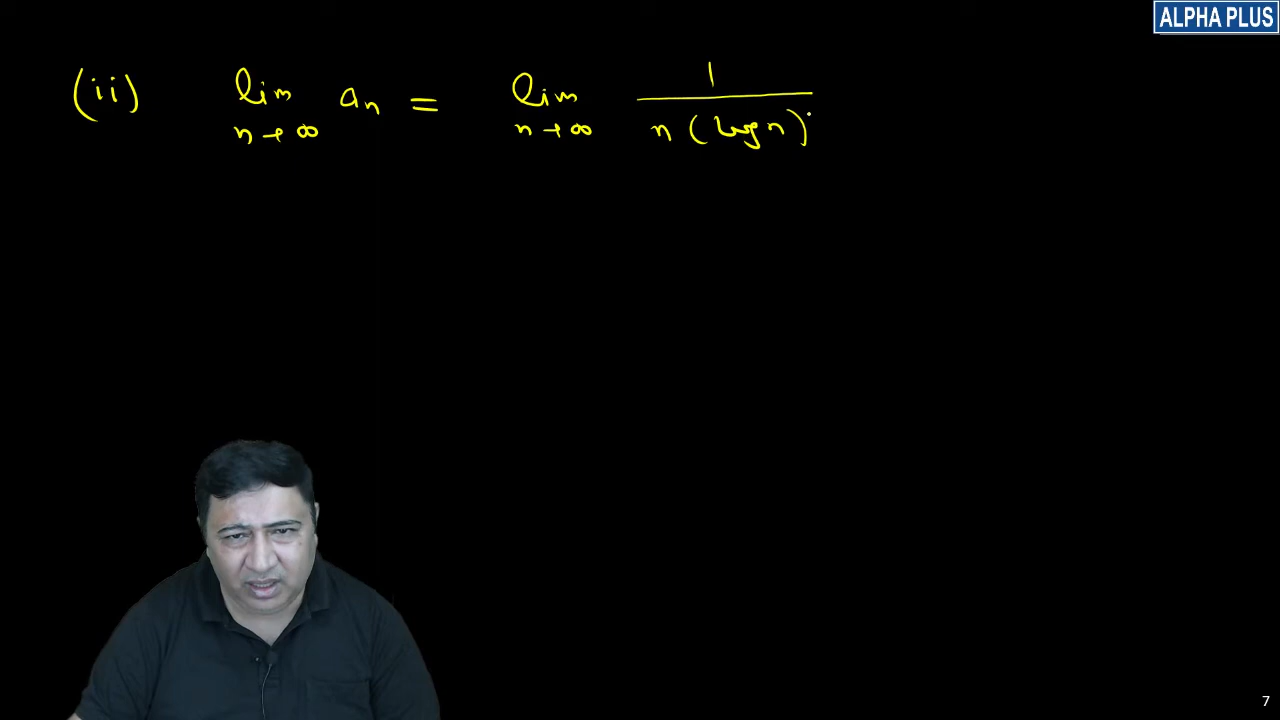 ALPHA PLUS
(ii) lim n→∞ aₙ = lim n→∞ 1 / n (log n)
7